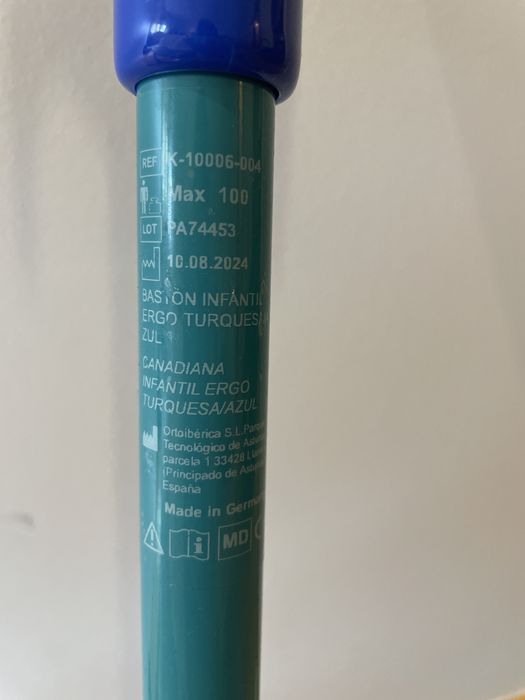 REF K-10006-004
Max 100
LOT PA74453
10.08.2024
BASTÓN INFANTIL
ERGO TURQUESA
ZUL
CANADIANA
INFANTIL ERGO
TURQUESA/AZUL
Ortoibérica S.L.
Tecnológico de
parcela 1 33428
(Principado de
España
Made in
MD